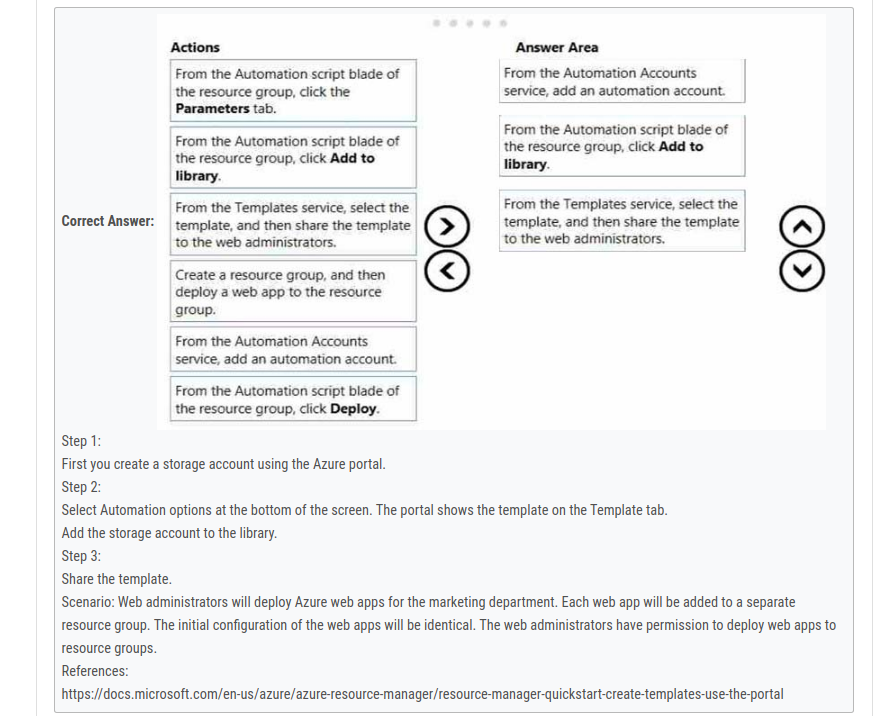 Actions
Answer Area
From the Automation script blade of
the resource group, click the
Parameters tab.
From the Automation script blade of
the resource group, click Add to
library.
From the Templates service, select the
template, and then share the template
to the web administrators.
Create a resource group, and then
deploy a web app to the resource
group.
From the Automation Accounts
service, add an automation account.
From the Automation script blade of
the resource group, click Deploy.
From the Automation Accounts
service, add an automation account.
From the Automation script blade of
the resource group, click Add to
library.
From the Templates service, select the
template, and then share the template
to the web administrators.
Correct Answer:
Step 1:
First you create a storage account using the Azure portal.
Step 2:
Select Automation options at the bottom of the screen. The portal shows the template on the Template tab.
Add the storage account to the library.
Step 3:
Share the template.
Scenario: Web administrators will deploy Azure web apps for the marketing department. Each web app will be added to a separate
resource group. The initial configuration of the web apps will be identical. The web administrators have permission to deploy web apps to
resource groups.
References:
https://docs.microsoft.com/en-us/azure/azure-resource-manager/resource-manager-quickstart-create-templates-use-the-portal